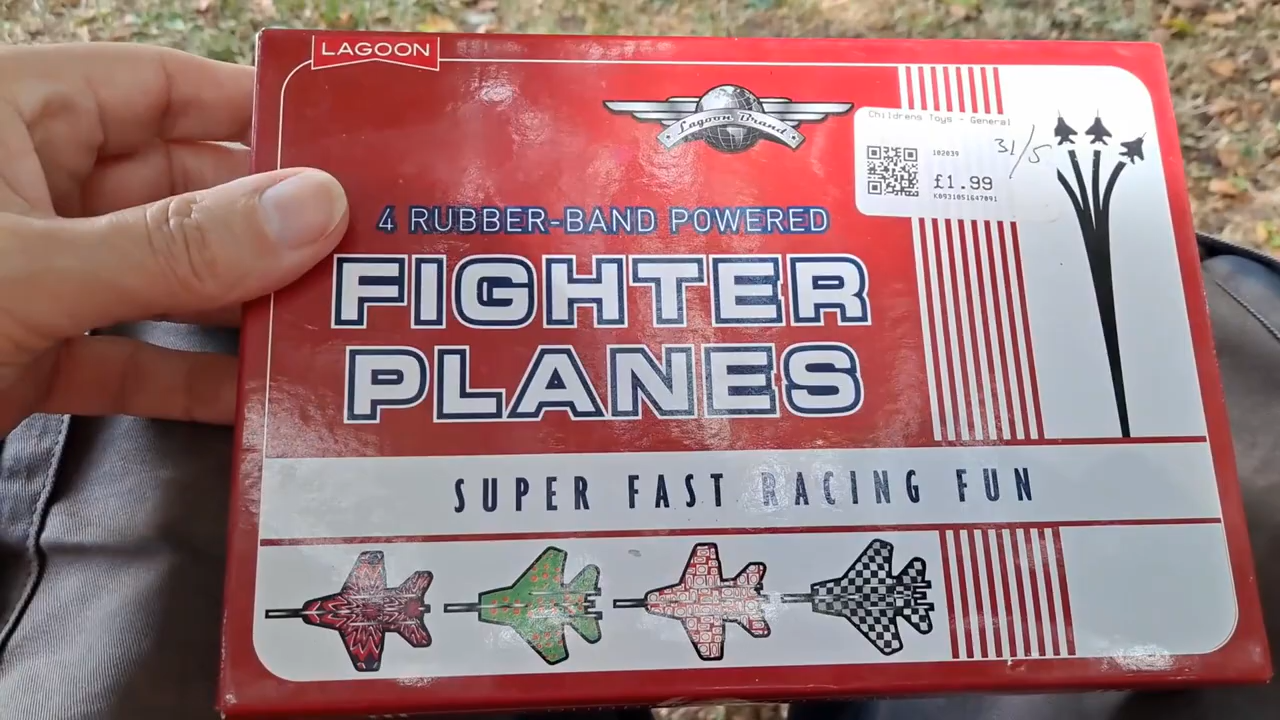 LAGOON
Lagoon Brand
Childrens Toys - General
31/5
102039
£1.99
K0931051647091
4 RUBBER-BAND POWERED
FIGHTER
PLANES
SUPER FAST RACING FUN